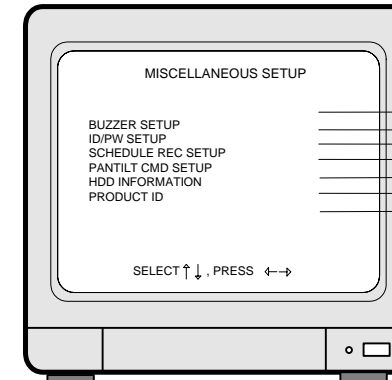 MISCELLANEOUS SETUP
BUZZER SETUP
ID/PW SETUP
SCHEDULE REC SETUP
PANTILT CMD SETUP
HDD INFORMATION
PRODUCT ID
SELECT ↑ ↓ , PRESS ←→